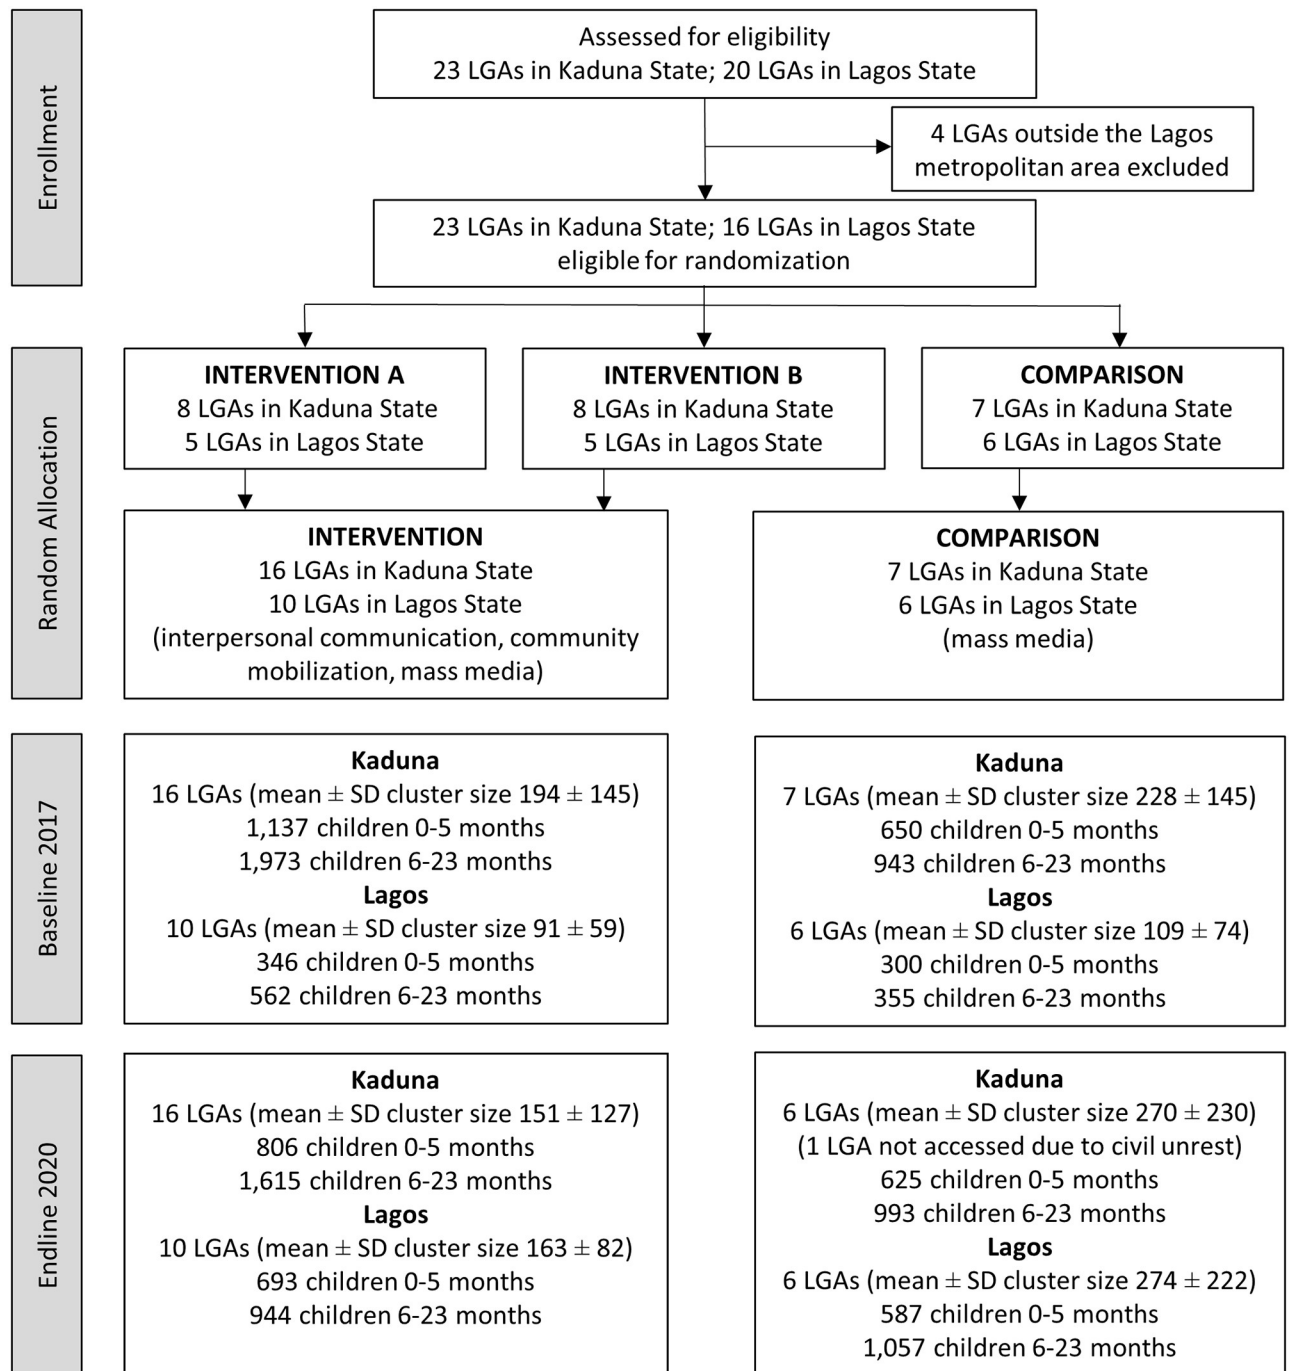 Enrollment
Assessed for eligibility
23 LGAs in Kaduna State; 20 LGAs in Lagos State
4 LGAs outside the Lagos
metropolitan area excluded
23 LGAs in Kaduna State; 16 LGAs in Lagos State
eligible for randomization
Random Allocation
INTERVENTION A
8 LGAs in Kaduna State
5 LGAs in Lagos State
INTERVENTION B
8 LGAs in Kaduna State
5 LGAs in Lagos State
COMPARISON
7 LGAs in Kaduna State
6 LGAs in Lagos State
INTERVENTION
16 LGAs in Kaduna State
10 LGAs in Lagos State
(interpersonal communication, community
mobilization, mass media)
COMPARISON
7 LGAs in Kaduna State
6 LGAs in Lagos State
(mass media)
Baseline 2017
Kaduna
16 LGAs (mean ± SD cluster size 194 ± 145)
1,137 children 0-5 months
1,973 children 6-23 months
Lagos
10 LGAs (mean ± SD cluster size 91 ± 59)
346 children 0-5 months
562 children 6-23 months
Kaduna
7 LGAs (mean ± SD cluster size 228 ± 145)
650 children 0-5 months
943 children 6-23 months
Lagos
6 LGAs (mean ± SD cluster size 109 ± 74)
300 children 0-5 months
355 children 6-23 months
Endline 2020
Kaduna
16 LGAs (mean ± SD cluster size 151 ± 127)
806 children 0-5 months
1,615 children 6-23 months
Lagos
10 LGAs (mean ± SD cluster size 163 ± 82)
693 children 0-5 months
944 children 6-23 months
Kaduna
6 LGAs (mean ± SD cluster size 270 ± 230)
(1 LGA not accessed due to civil unrest)
625 children 0-5 months
993 children 6-23 months
Lagos
6 LGAs (mean ± SD cluster size 274 ± 222)
587 children 0-5 months
1,057 children 6-23 months